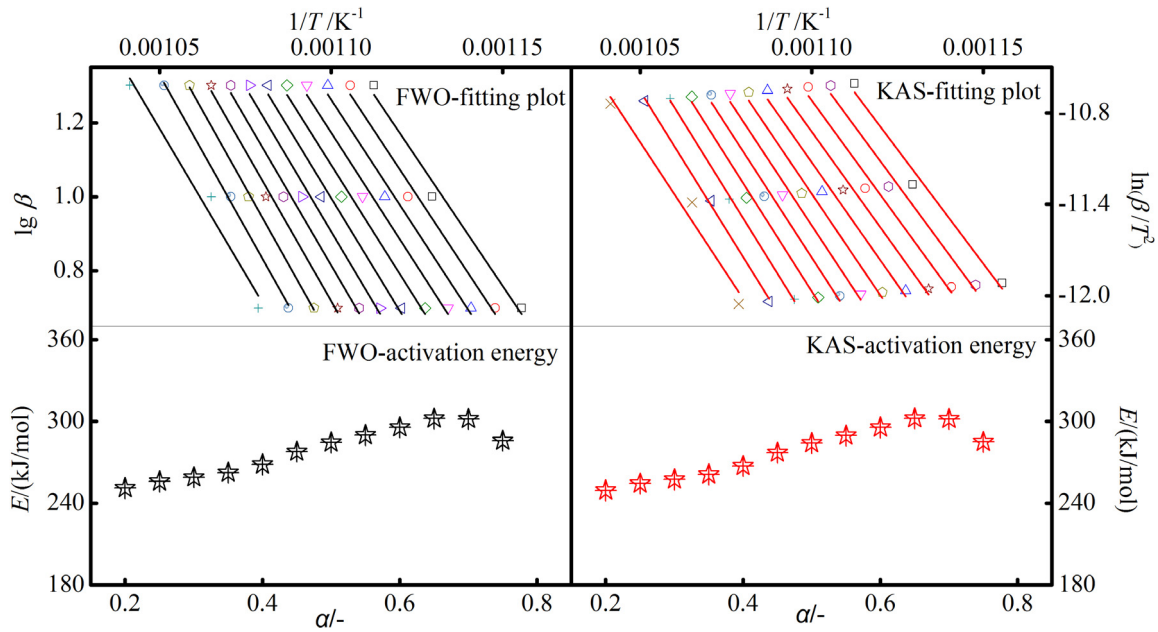 1/T /K⁻¹ 1/T /K⁻¹
0.00105 0.00110 0.00115 0.00105 0.00110 0.00115
FWO-fitting plot KAS-fitting plot
lg β
1.2
1.0
0.8
-10.8
-11.4
-12.0
lnβ/T²)
FWO-activation energy KAS-activation energy
E/(kJ/mol)
360
300
240
180
360
300
240
180
E/(kJ/mol)
0.2 0.4 0.6 0.8 0.2 0.4 0.6 0.8
α/- α/-